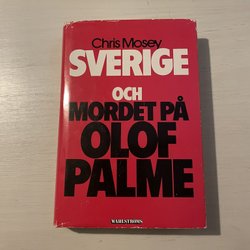 Chris Mosey
SVERIGE
OCH
MORDET PÅ
OLOF
PALME
WAHLSTRÖMS